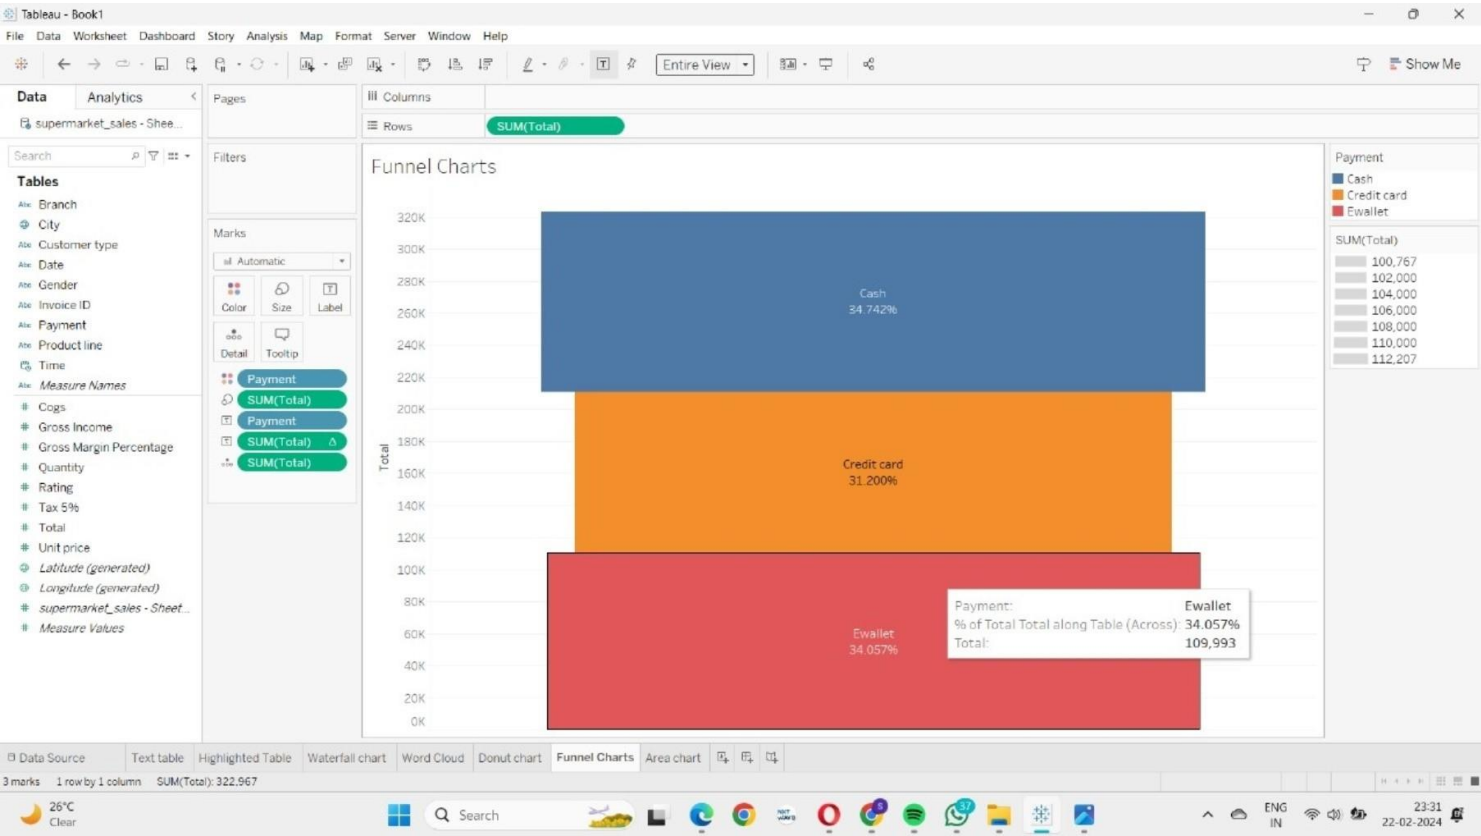 Tableau - Book1
File Data Worksheet Dashboard Story Analysis Map Format Server Window Help
Entire View
Show Me
Data Analytics
supermarket_sales - Shee...
Search
Tables
Abc Branch
City
Abc Customer type
Abc Date
Abc Gender
Abc Invoice ID
Abc Payment
Abc Product line
Time
Abc Measure Names
# Cogs
# Gross Income
# Gross Margin Percentage
# Quantity
# Rating
# Tax 5%
# Total
# Unit price
Latitude (generated)
Longitude (generated)
# supermarket_sales - Sheet...
# Measure Values
Pages
Filters
Marks
Automatic
Color Size Label
Detail Tooltip
Payment
SUM(Total)
Payment
SUM(Total) Δ
SUM(Total)
Columns
Rows SUM(Total)
Funnel Charts
320K
300K
280K
260K
240K
220K
200K
180K
160K
140K
120K
100K
80K
60K
40K
20K
0K
Total
Cash
34.742%
Credit card
31.200%
Ewallet
34.057%
Payment: Ewallet
% of Total Total along Table (Across): 34.057%
Total: 109,993
Payment
Cash
Credit card
Ewallet
SUM(Total)
100,767
102,000
104,000
106,000
108,000
110,000
112,207
Data Source Text table Highlighted Table Waterfall chart Word Cloud Donut chart Funnel Charts Area chart
3 marks 1 row by 1 column SUM(Total): 322,967
26°C
Clear
Search
37
ENG
IN
23:31
22-02-2024